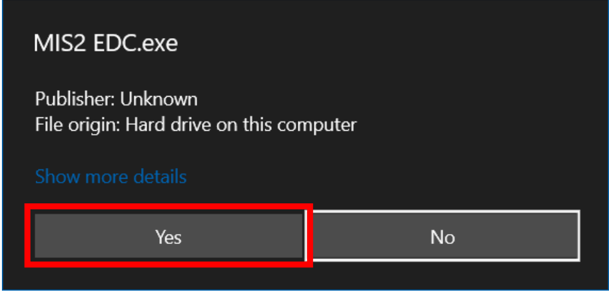 MIS2 EDC.exe
Publisher: Unknown
File origin: Hard drive on this computer
Show more details
Yes
No